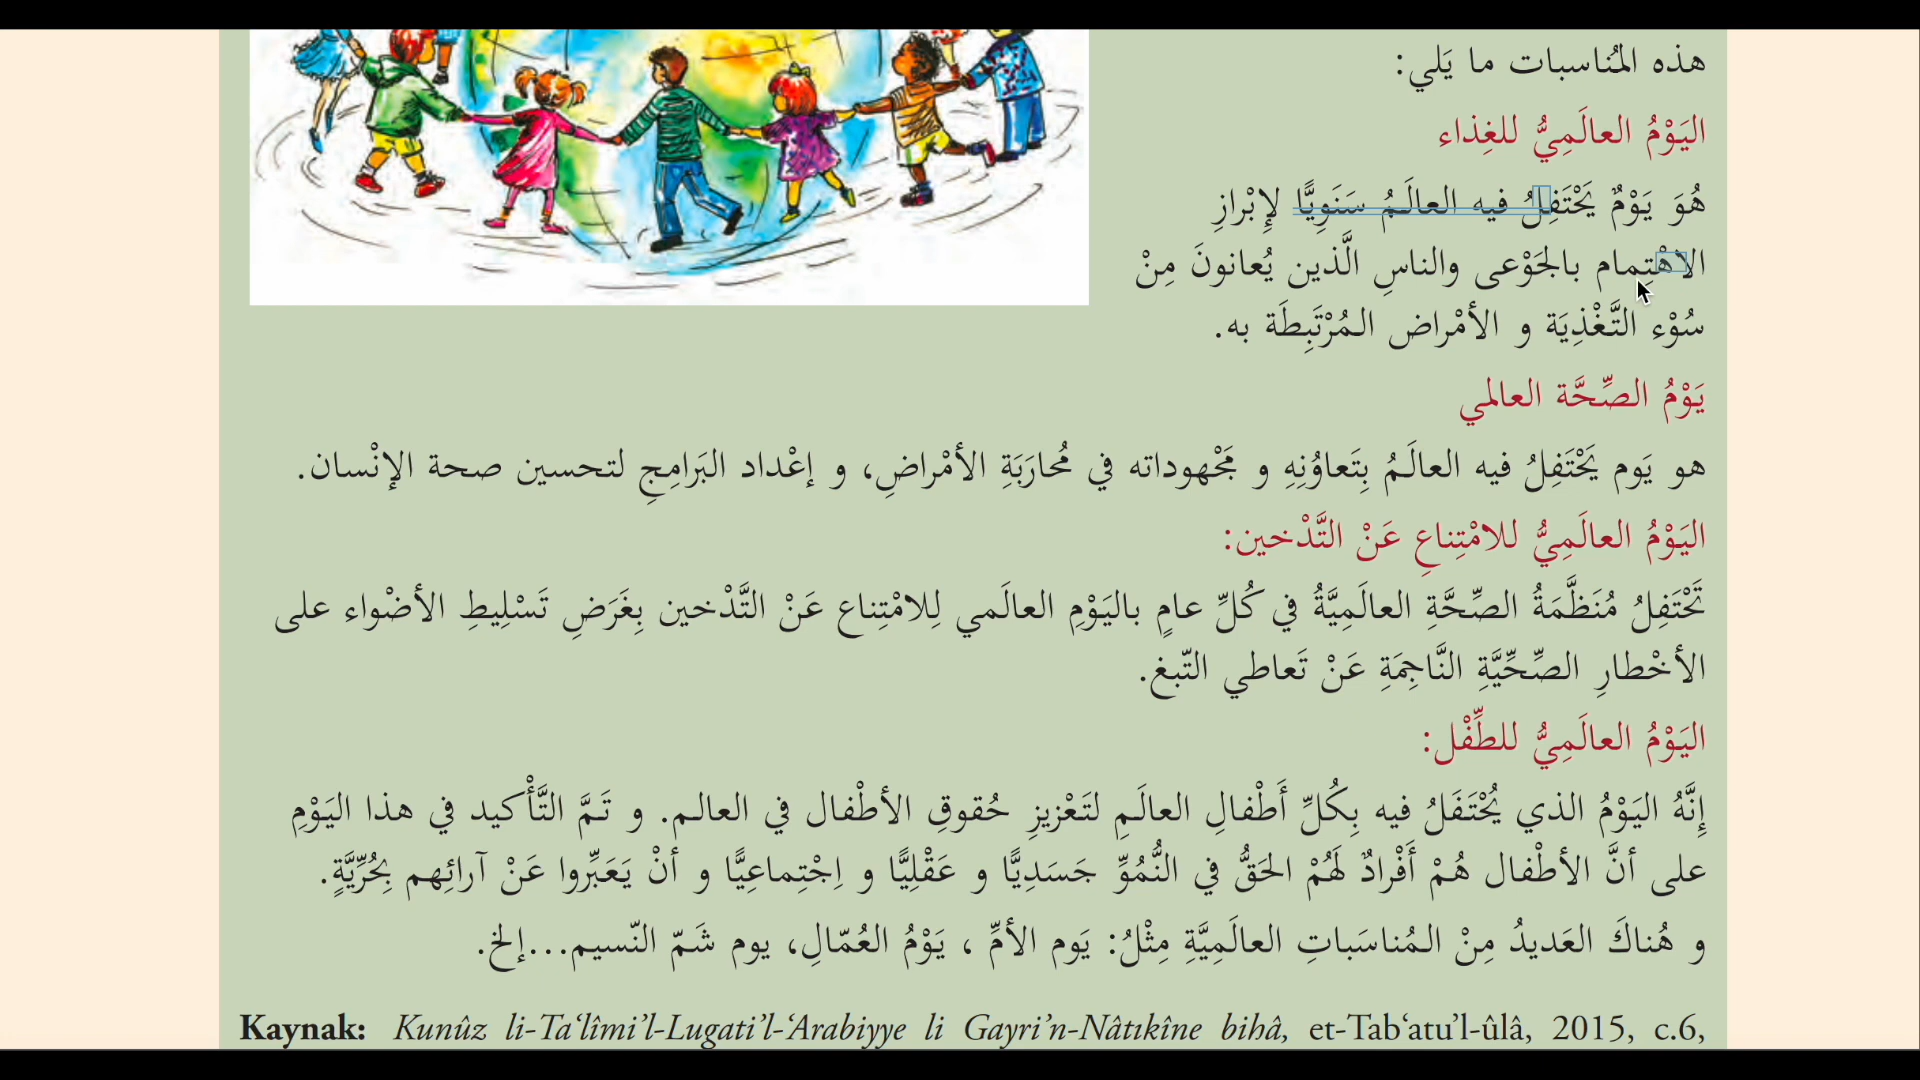 هذه المُناسبات ما يَلي:
اليَوْمُ العالَمِيُّ للغِذاء
هُوَ يَوْمٌ يَحْتَفِلُ فيه العالَمُ سَنَوِيًّا لِإبْرازِ
الاهْتِمام بالجَوْعى والناسِ الَّذين يُعانونَ مِنْ
سُوْء التَّغْذِيَة و الأمْراض المُرْتَبِطَة به.
يَوْمُ الصِّحَّة العالمي
هو يَوم يَحْتَفِلُ فيه العالَمُ بِتَعاوُنِهِ و مَجْهوداته في مُحارَبَةِ الأمْراضِ، و إعْداد البَرامِجِ لتحسين صحة الإنْسان.
اليَوْمُ العالَمِيُّ للامْتِناعِ عَنْ التَّدْخين:
تَحْتَفِلُ مُنَظَّمَةُ الصِّحَّةِ العالَمِيَّةُ في كُلِّ عامٍ باليَوْمِ العالَمي لِلامْتِناع عَنْ التَّدْخين بِغَرَضِ تَسْلِيطِ الأضْواء على
الأخْطارِ الصِّحِّيَّةِ النَّاجِمَةِ عَنْ تَعاطي التّبغ.
اليَوْمُ العالَمِيُّ للطِّفْل:
إِنَّهُ اليَوْمُ الذي يُحْتَفَلُ فيه بِكُلِّ أَطْفالِ العالَمِ لتَعْزيزِ حُقوقِ الأطْفال في العالم. و تَمَّ التَّأْكيد في هذا اليَوْمِ
على أنَّ الأطْفال هُمْ أَفْرادٌ لَهُمْ الحَقُّ في النُّمُوِّ جَسَدِيًّا و عَقْلِيًّا و اِجْتِماعِيًّا و أنْ يَعَبِّروا عَنْ آرائِهم بِحُرِّيَّةٍ.
و هُناكَ العَديدُ مِنْ المُناسَباتِ العالَمِيَّةِ مِثْلُ: يَوم الأمِّ ، يَوْمُ العُمّالِ، يوم شَمّ النّسيم...إلخ.
Kaynak: Kunûz li-Ta‘lîmi’l-Lugati’l-‘Arabiyye li Gayri’n-Nâtıkîne bihâ, et-Tab‘atu’l-ûlâ, 2015, c.6,